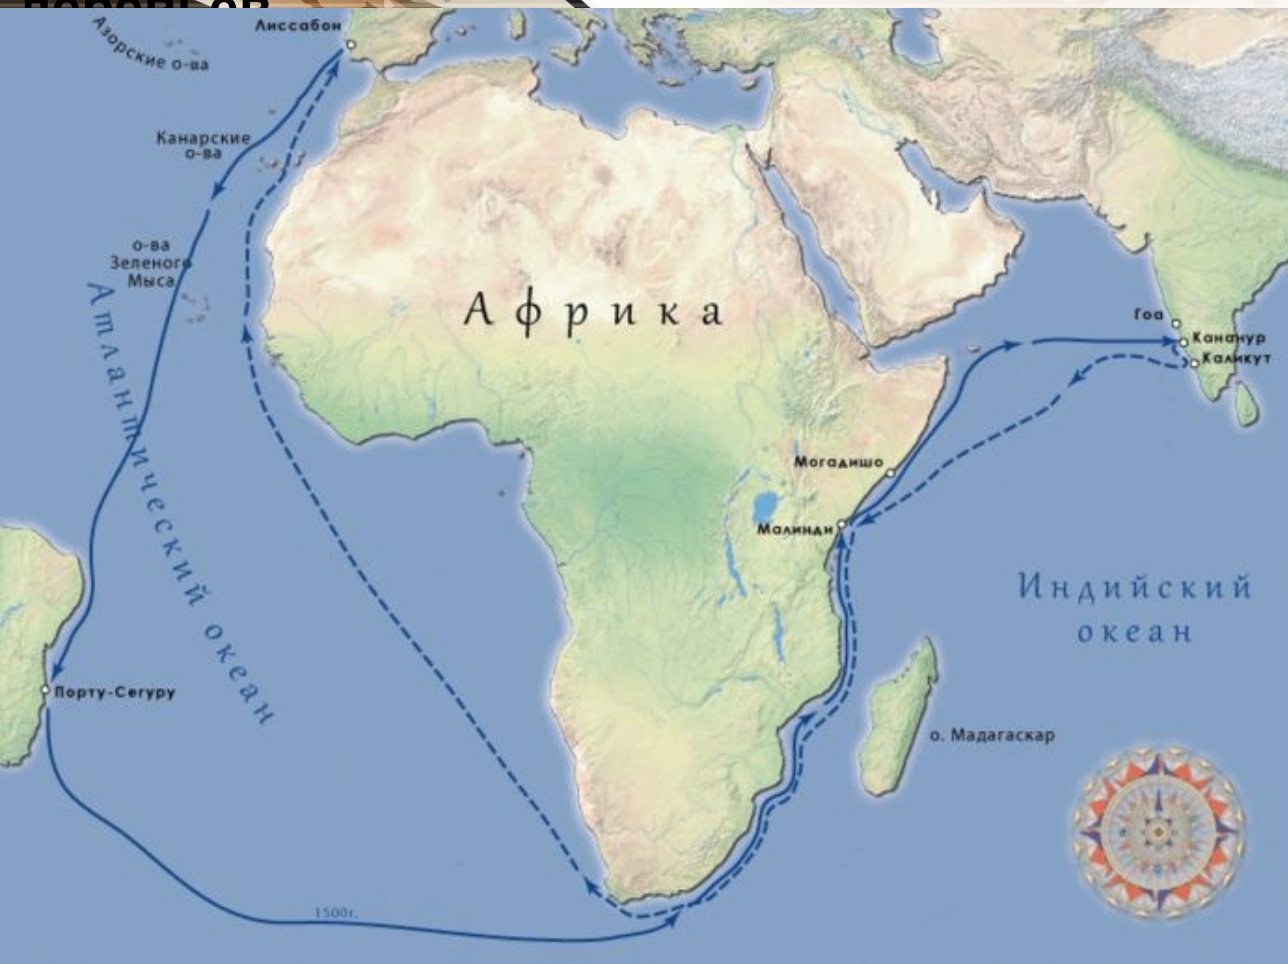 Лиссабон
Азорские о-ва
Канарские
о-ва
о-ва
Зеленого
Мыса
Атлантический океан
Африка
Гоа
Кананур
Каликут
Могадишо
Малинди
Индийский
океан
Порту-Сегуру
о. Мадагаскар
1500г.